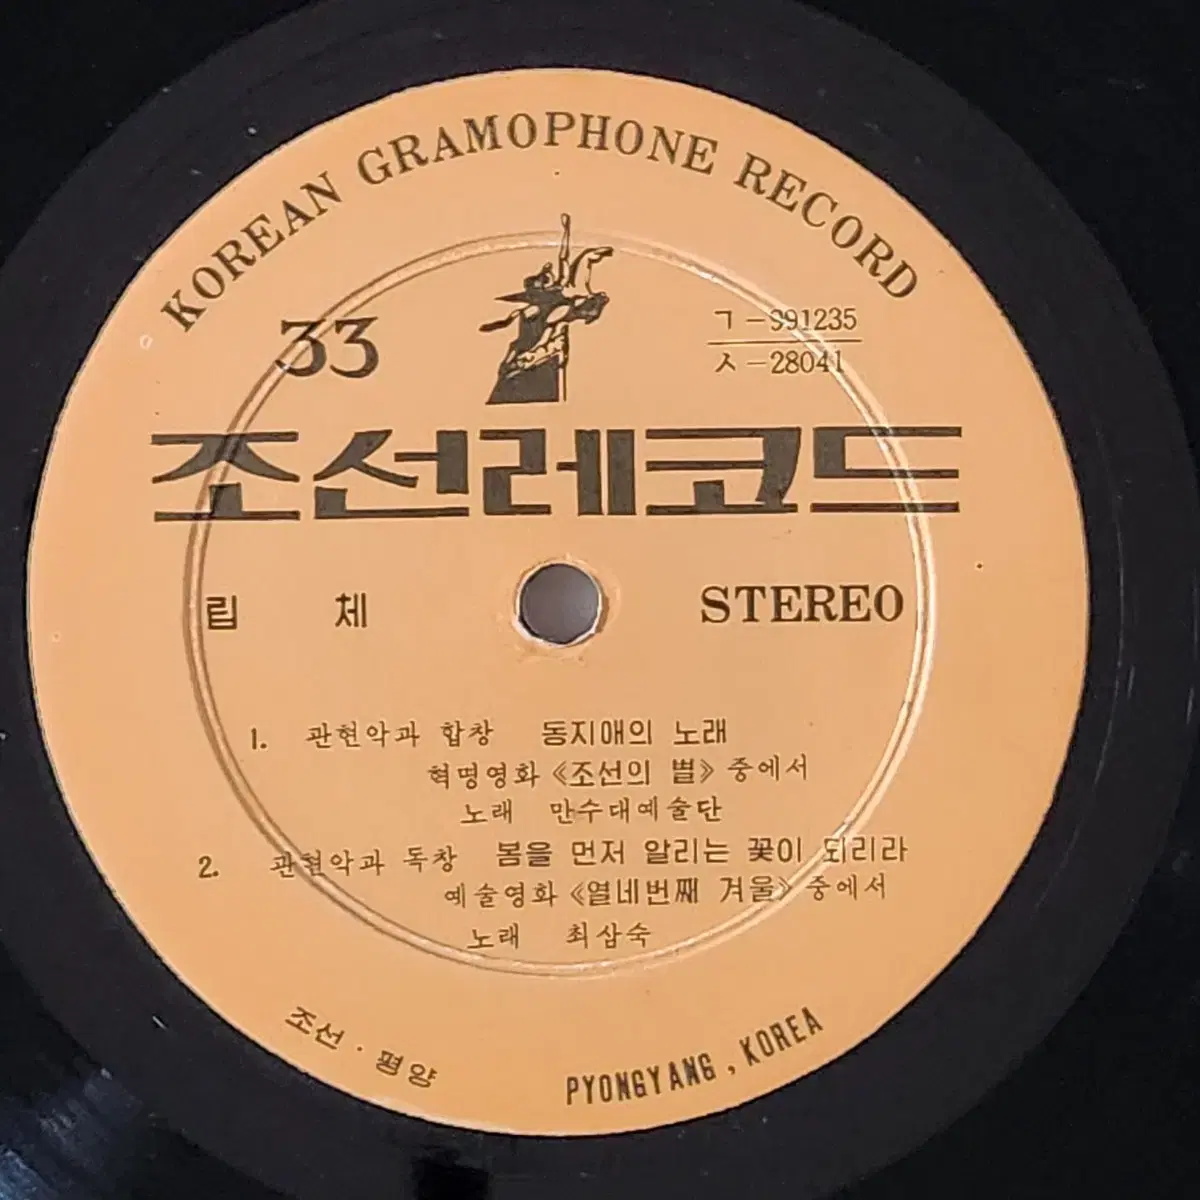 KOREAN GRAMOPHONE RECORD
33
ㄱ-991235
ㅅ-28041
조선레코드
립 체
STEREO
1. 관현악과 합창 동지애의 노래
혁명영화《조선의 별》중에서
노래 만수대예술단
2. 관현악과 독창 봄을 먼저 알리는 꽃이 되리라
예술영화《열네번째 겨울》중에서
노래 최삼숙
조선·평양
PYONGYANG, KOREA